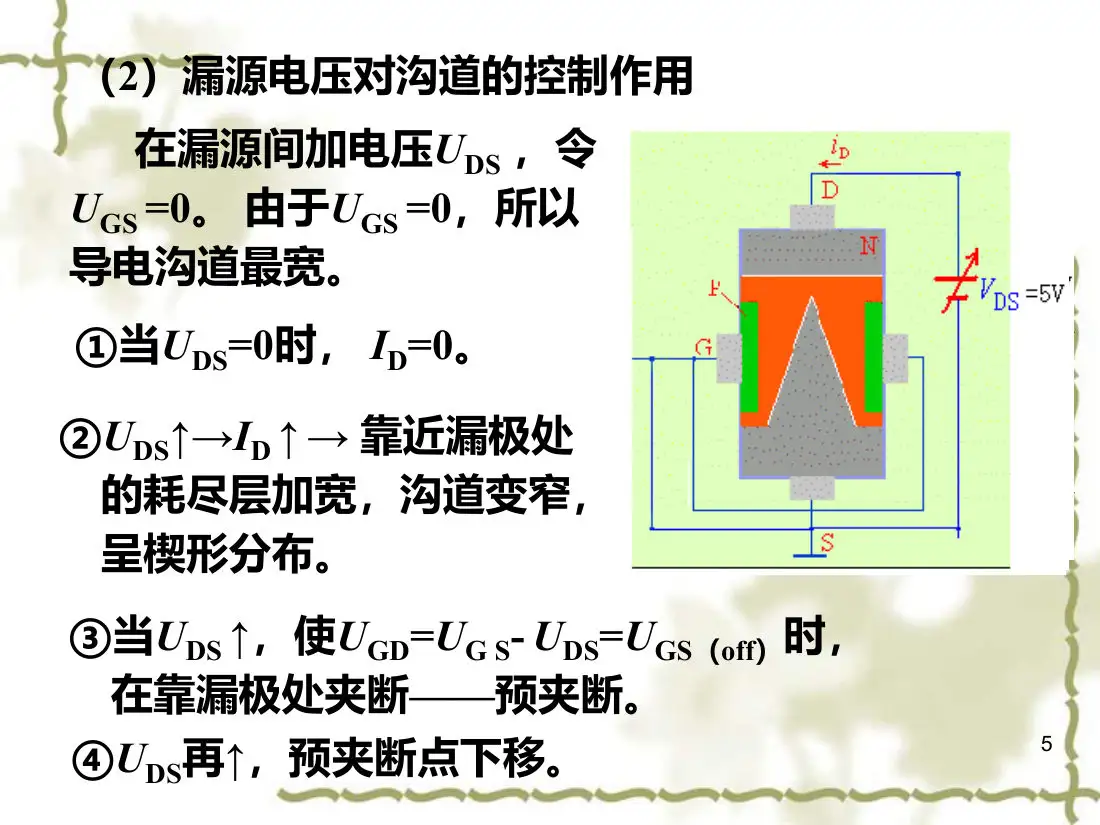 （2）漏源电压对沟道的控制作用
在漏源间加电压UDS ，令
UGS =0。 由于UGS =0，所以
导电沟道最宽。
①当UDS=0时， ID=0。
②UDS↑→ID ↑ → 靠近漏极处
的耗尽层加宽，沟道变窄，
呈楔形分布。
③当UDS ↑，使UGD=UG S- UDS=UGS（off）时，
在靠漏极处夹断——预夹断。
④UDS再↑，预夹断点下移。
iD
D
N
P
VDS =5V
G
S
5